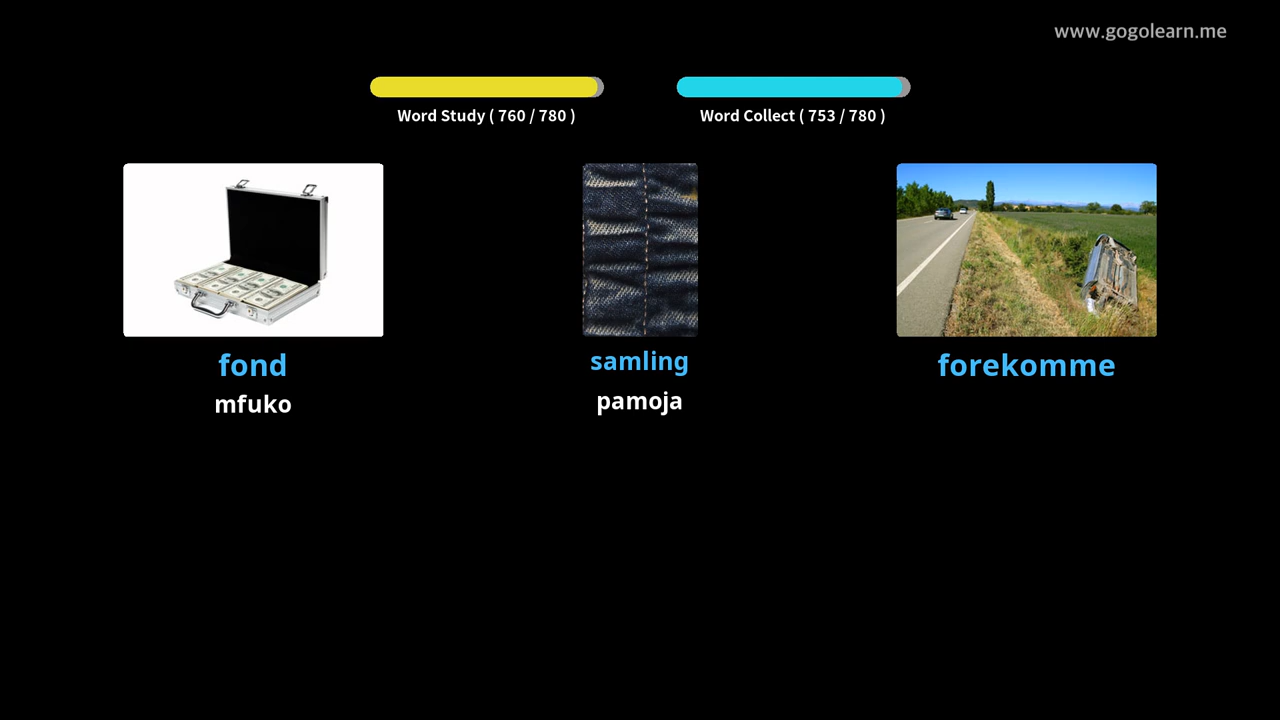 www.gogolearn.me
Word Study ( 760 / 780 )
Word Collect ( 753 / 780 )
fond
mfuko
samling
pamoja
forekomme